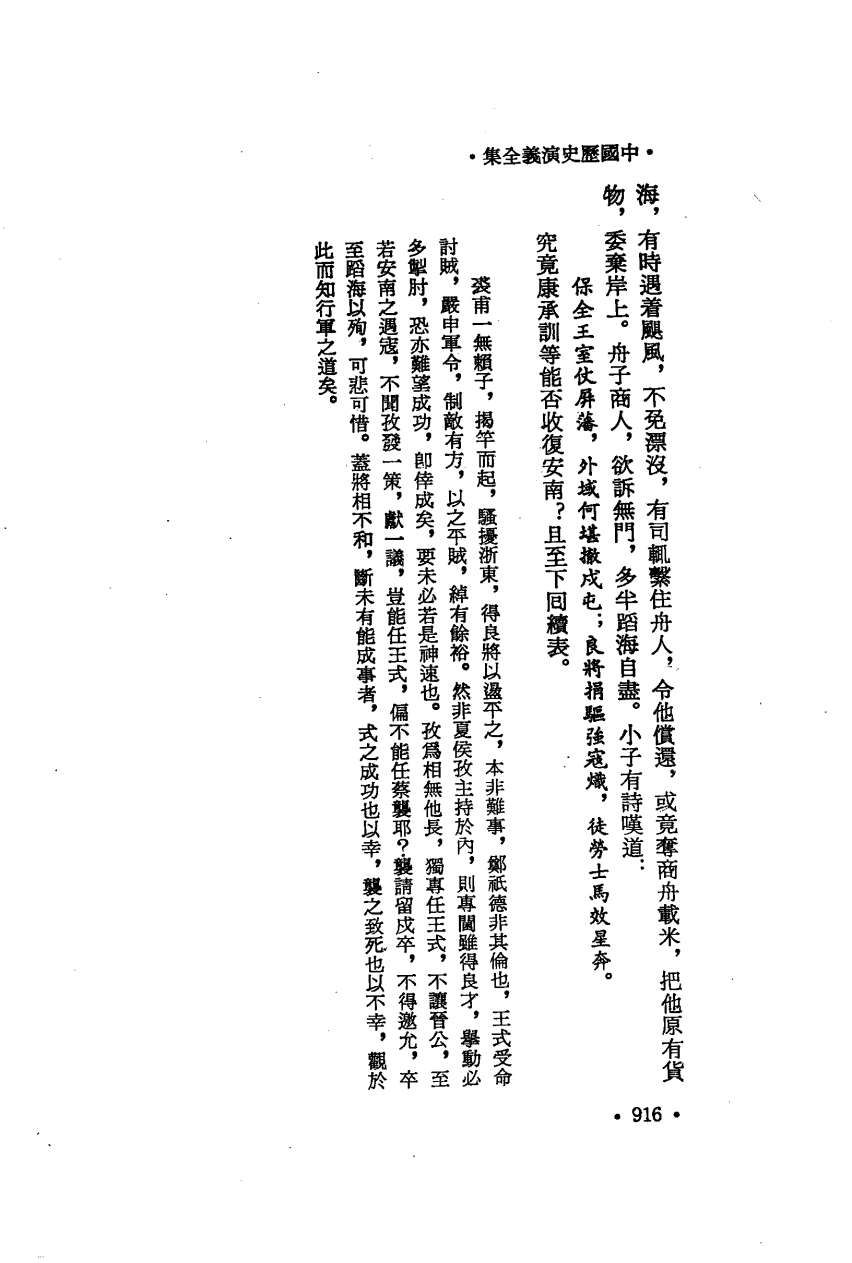 •中國歷史演義全集•
海，有時遇着颶風，不免漂沒，有司輒繫住舟人，令他償還，或竟奪商舟載米，把他原有貨
物，委棄岸上。舟子商人，欲訴無門，多半蹈海自盡。小子有詩嘆道：
保全王室仗屏藩，外域何堪撤戍屯；良將捐軀強寇熾，徒勞士馬效星奔。
究竟康承訓等能否收復安南？且至下回續表。
裘甫一無賴子，揭竿而起，騷擾浙東，得良將以盪平之，本非難事，鄭祇德非其倫也，王式受命
討賊，嚴申軍令，制敵有方，以之平賊，綽有餘裕。然非夏侯孜主持於內，則專閫雖得良才，舉動必
多掣肘，恐亦難望成功，卽倖成矣，要未必若是神速也。孜爲相無他長，獨專任王式，不讓晉公，至
若安南之遇寇，不聞孜發一策，獻一議，豈能任王式，偏不能任蔡襲耶？襲請留戍卒，不得邀允，卒
至蹈海以殉，可悲可惜。蓋將相不和，斷未有能成事者，式之成功也以幸，襲之致死也以不幸，觀於
此而知行軍之道矣。
•916•